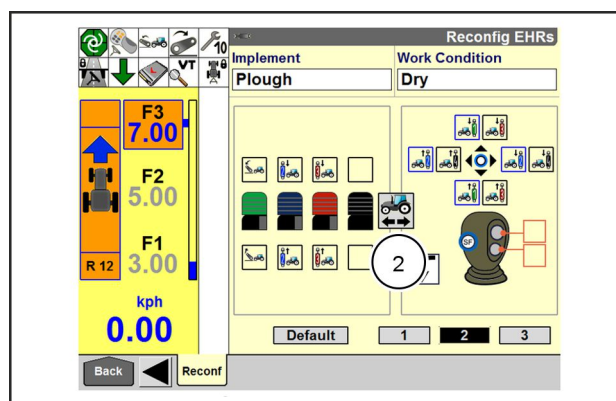 10
VT
Reconfig EHRs
Implement
Work Condition
Plough
Dry
F3
7.00
F2
5.00
F1
3.00
R 12
kph
0.00
SF
2
Default
1
2
3
Back
Reconf